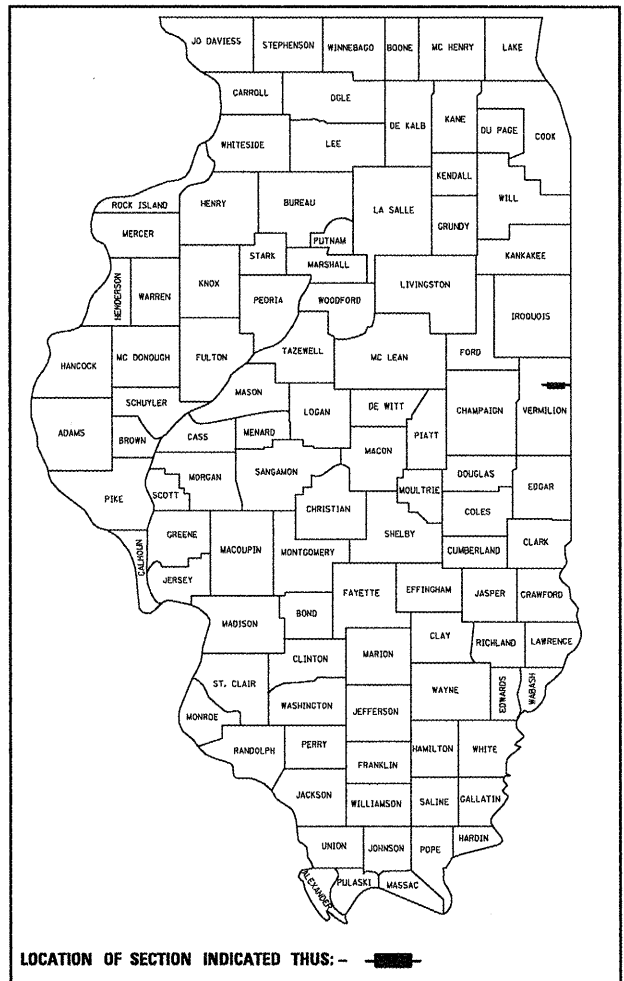 JO DAVIESS STEPHENSON WINNEBAGO BOONE MC HENRY LAKE
CARROLL OGLE DE KALB KANE DU PAGE COOK
WHITESIDE LEE KENDALL WILL
ROCK ISLAND HENRY BUREAU LA SALLE GRUNDY
MERCER STARK PUTNAM MARSHALL KANKAKEE
HENDERSON WARREN KNOX PEORIA WOODFORD LIVINGSTON IROQUOIS
HANCOCK MC DONOUGH FULTON TAZEWELL MC LEAN FORD
SCHUYLER MASON LOGAN DE WITT CHAMPAIGN VERMILION
ADAMS BROWN CASS MENARD MACON PIATT
PIKE SCOTT MORGAN SANGAMON MOULTRIE DOUGLAS EDGAR
CHRISTIAN COLES
CALHOUN GREENE MACOUPIN MONTGOMERY SHELBY CUMBERLAND CLARK
JERSEY FAYETTE EFFINGHAM JASPER CRAWFORD
MADISON BOND CLAY RICHLAND LAWRENCE
CLINTON MARION
ST. CLAIR WASHINGTON WAYNE EDWARDS WABASH
MONROE JEFFERSON
RANDOLPH PERRY FRANKLIN HAMILTON WHITE
JACKSON WILLIAMSON SALINE GALLATIN
UNION JOHNSON POPE HARDIN
ALEXANDER PULASKI MASSAC
LOCATION OF SECTION INDICATED THUS: -